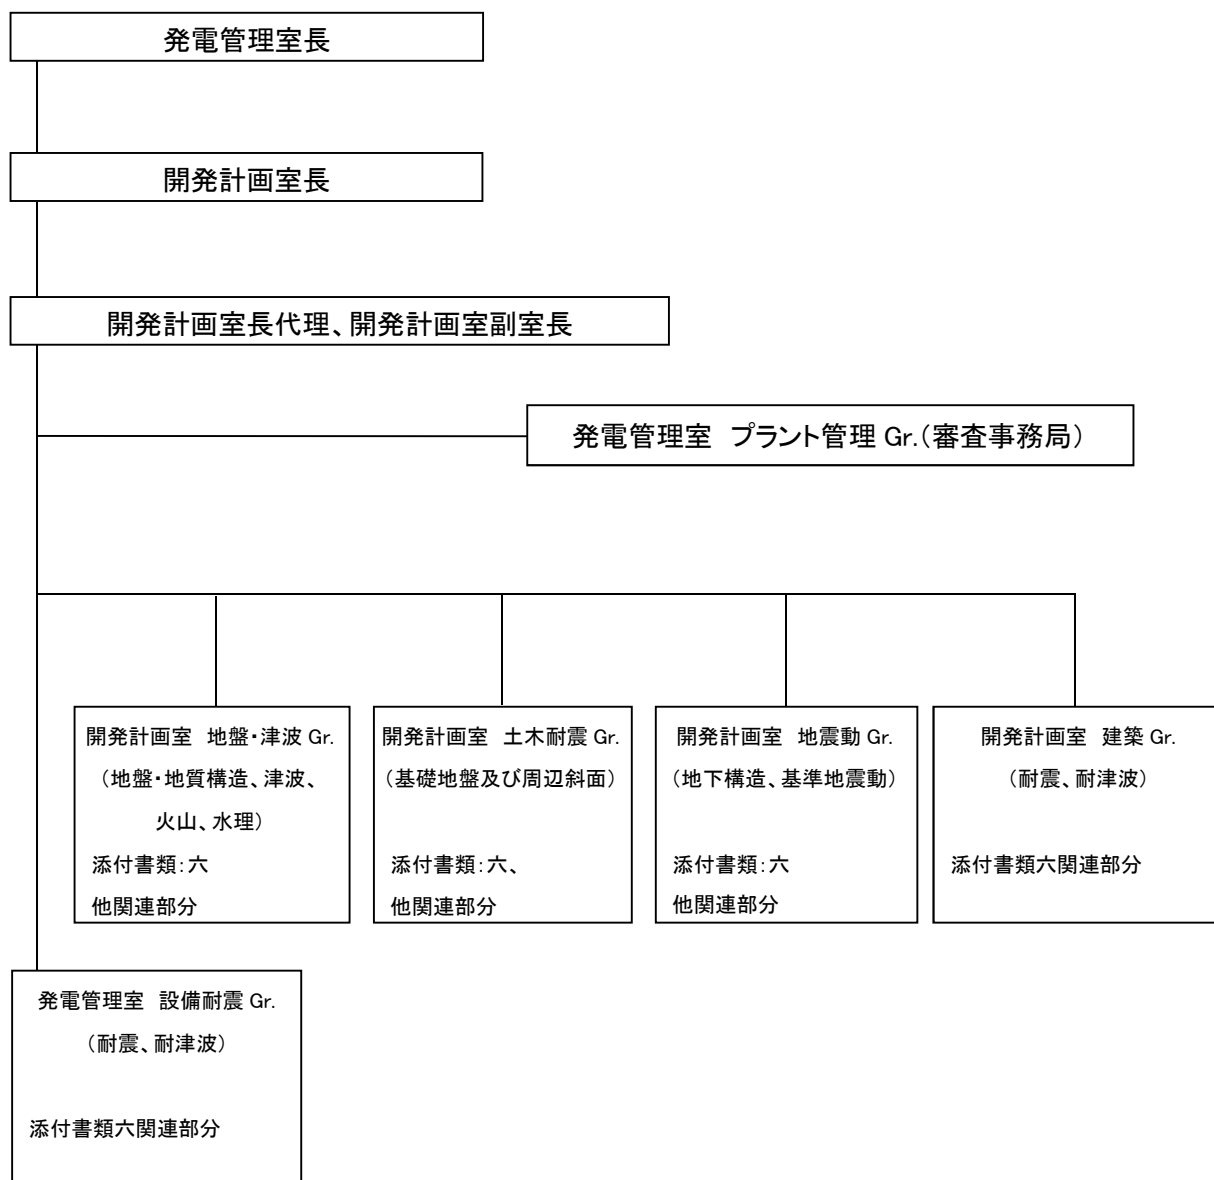 発電管理室長
開発計画室長
開発計画室長代理、開発計画室副室長
発電管理室　プラント管理 Gr.(審査事務局)
開発計画室　地盤・津波 Gr.
(地盤・地質構造、津波、
火山、水理)
添付書類:六
他関連部分
開発計画室　土木耐震 Gr.
(基礎地盤及び周辺斜面)
添付書類:六、
他関連部分
開発計画室　地震動 Gr.
(地下構造、基準地震動)
添付書類:六
他関連部分
開発計画室　建築 Gr.
(耐震、耐津波)
添付書類六関連部分
発電管理室　設備耐震 Gr.
(耐震、耐津波)
添付書類六関連部分